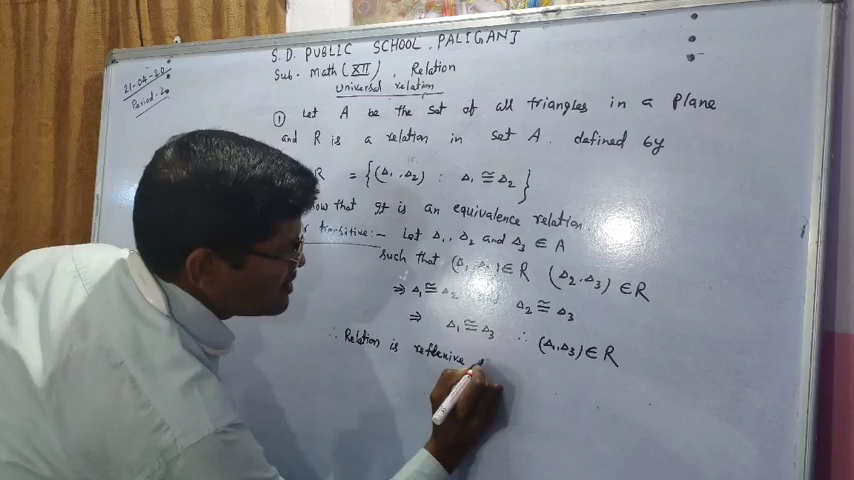 S. D. PUBLIC SCHOOL, PALIGANJ
21-04-20
Sub- Math (XII), Relation
Period-2
Universal relation
① Let A be the set of all triangles in a plane
and R is a relation in set A. defined by
R = {(Δ₁, Δ₂) : Δ₁ ≅ Δ₂}
how that It is an equivalence relation.
r transitive:- Let Δ₁, Δ₂ and Δ₃ ∈ A
such that (Δ₁, Δ₂) ∈ R (Δ₂, Δ₃) ∈ R
⇒ Δ₁ ≅ Δ₂ Δ₂ ≅ Δ₃
⇒ Δ₁ ≅ Δ₃ ∴ (Δ₁, Δ₃) ∈ R
∴ Relation is reflexive